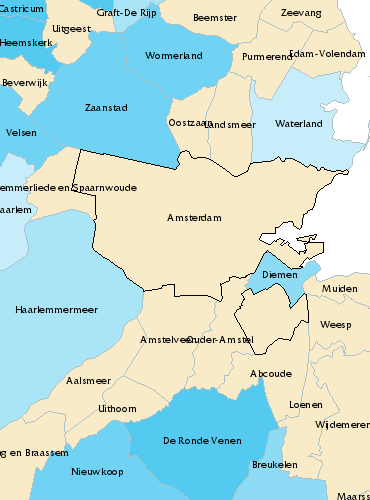 Castricum
Graft-De Rijp
Beemster
Zeevang
Uitgeest
Heemskerk
Wormerland
Purmerend
Edam-Volendam
Beverwijk
Zaanstad
Oostzaan
Landsmeer
Waterland
Velsen
emmerliede en Spaarnwoude
aarlem
Amsterdam
Diemen
Muiden
Haarlemmermeer
Weesp
Amstelveen
Ouder-Amstel
Abcoude
Aalsmeer
Uithoorn
Loenen
Wijdemeren
De Ronde Venen
g en Braassem
Nieuwkoop
Breukelen
Maarss